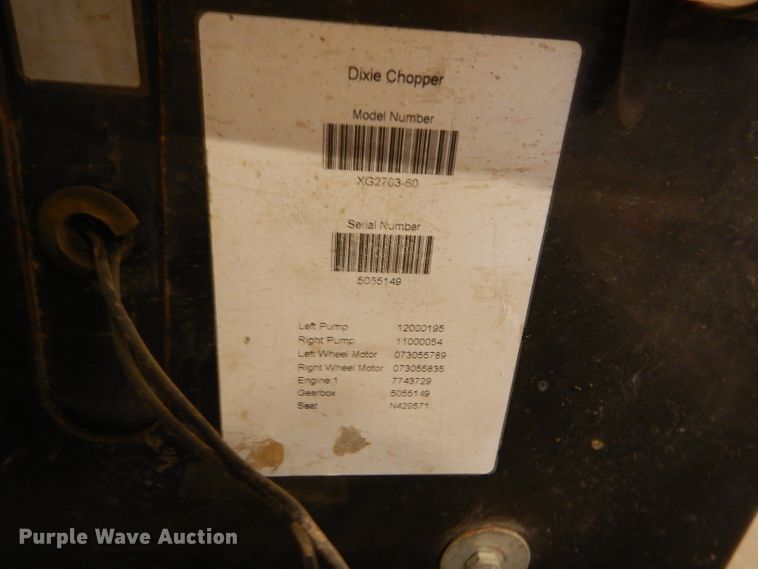 Dixie Chopper
Model Number
XG2703-60
Serial Number
5055149
Left Pump 12000195
Right Pump 11000054
Left Wheel Motor 073055789
Right Wheel Motor 073055835
Engine 1 7743729
Gearbox 5055149
Seat N429571
Purple Wave Auction®